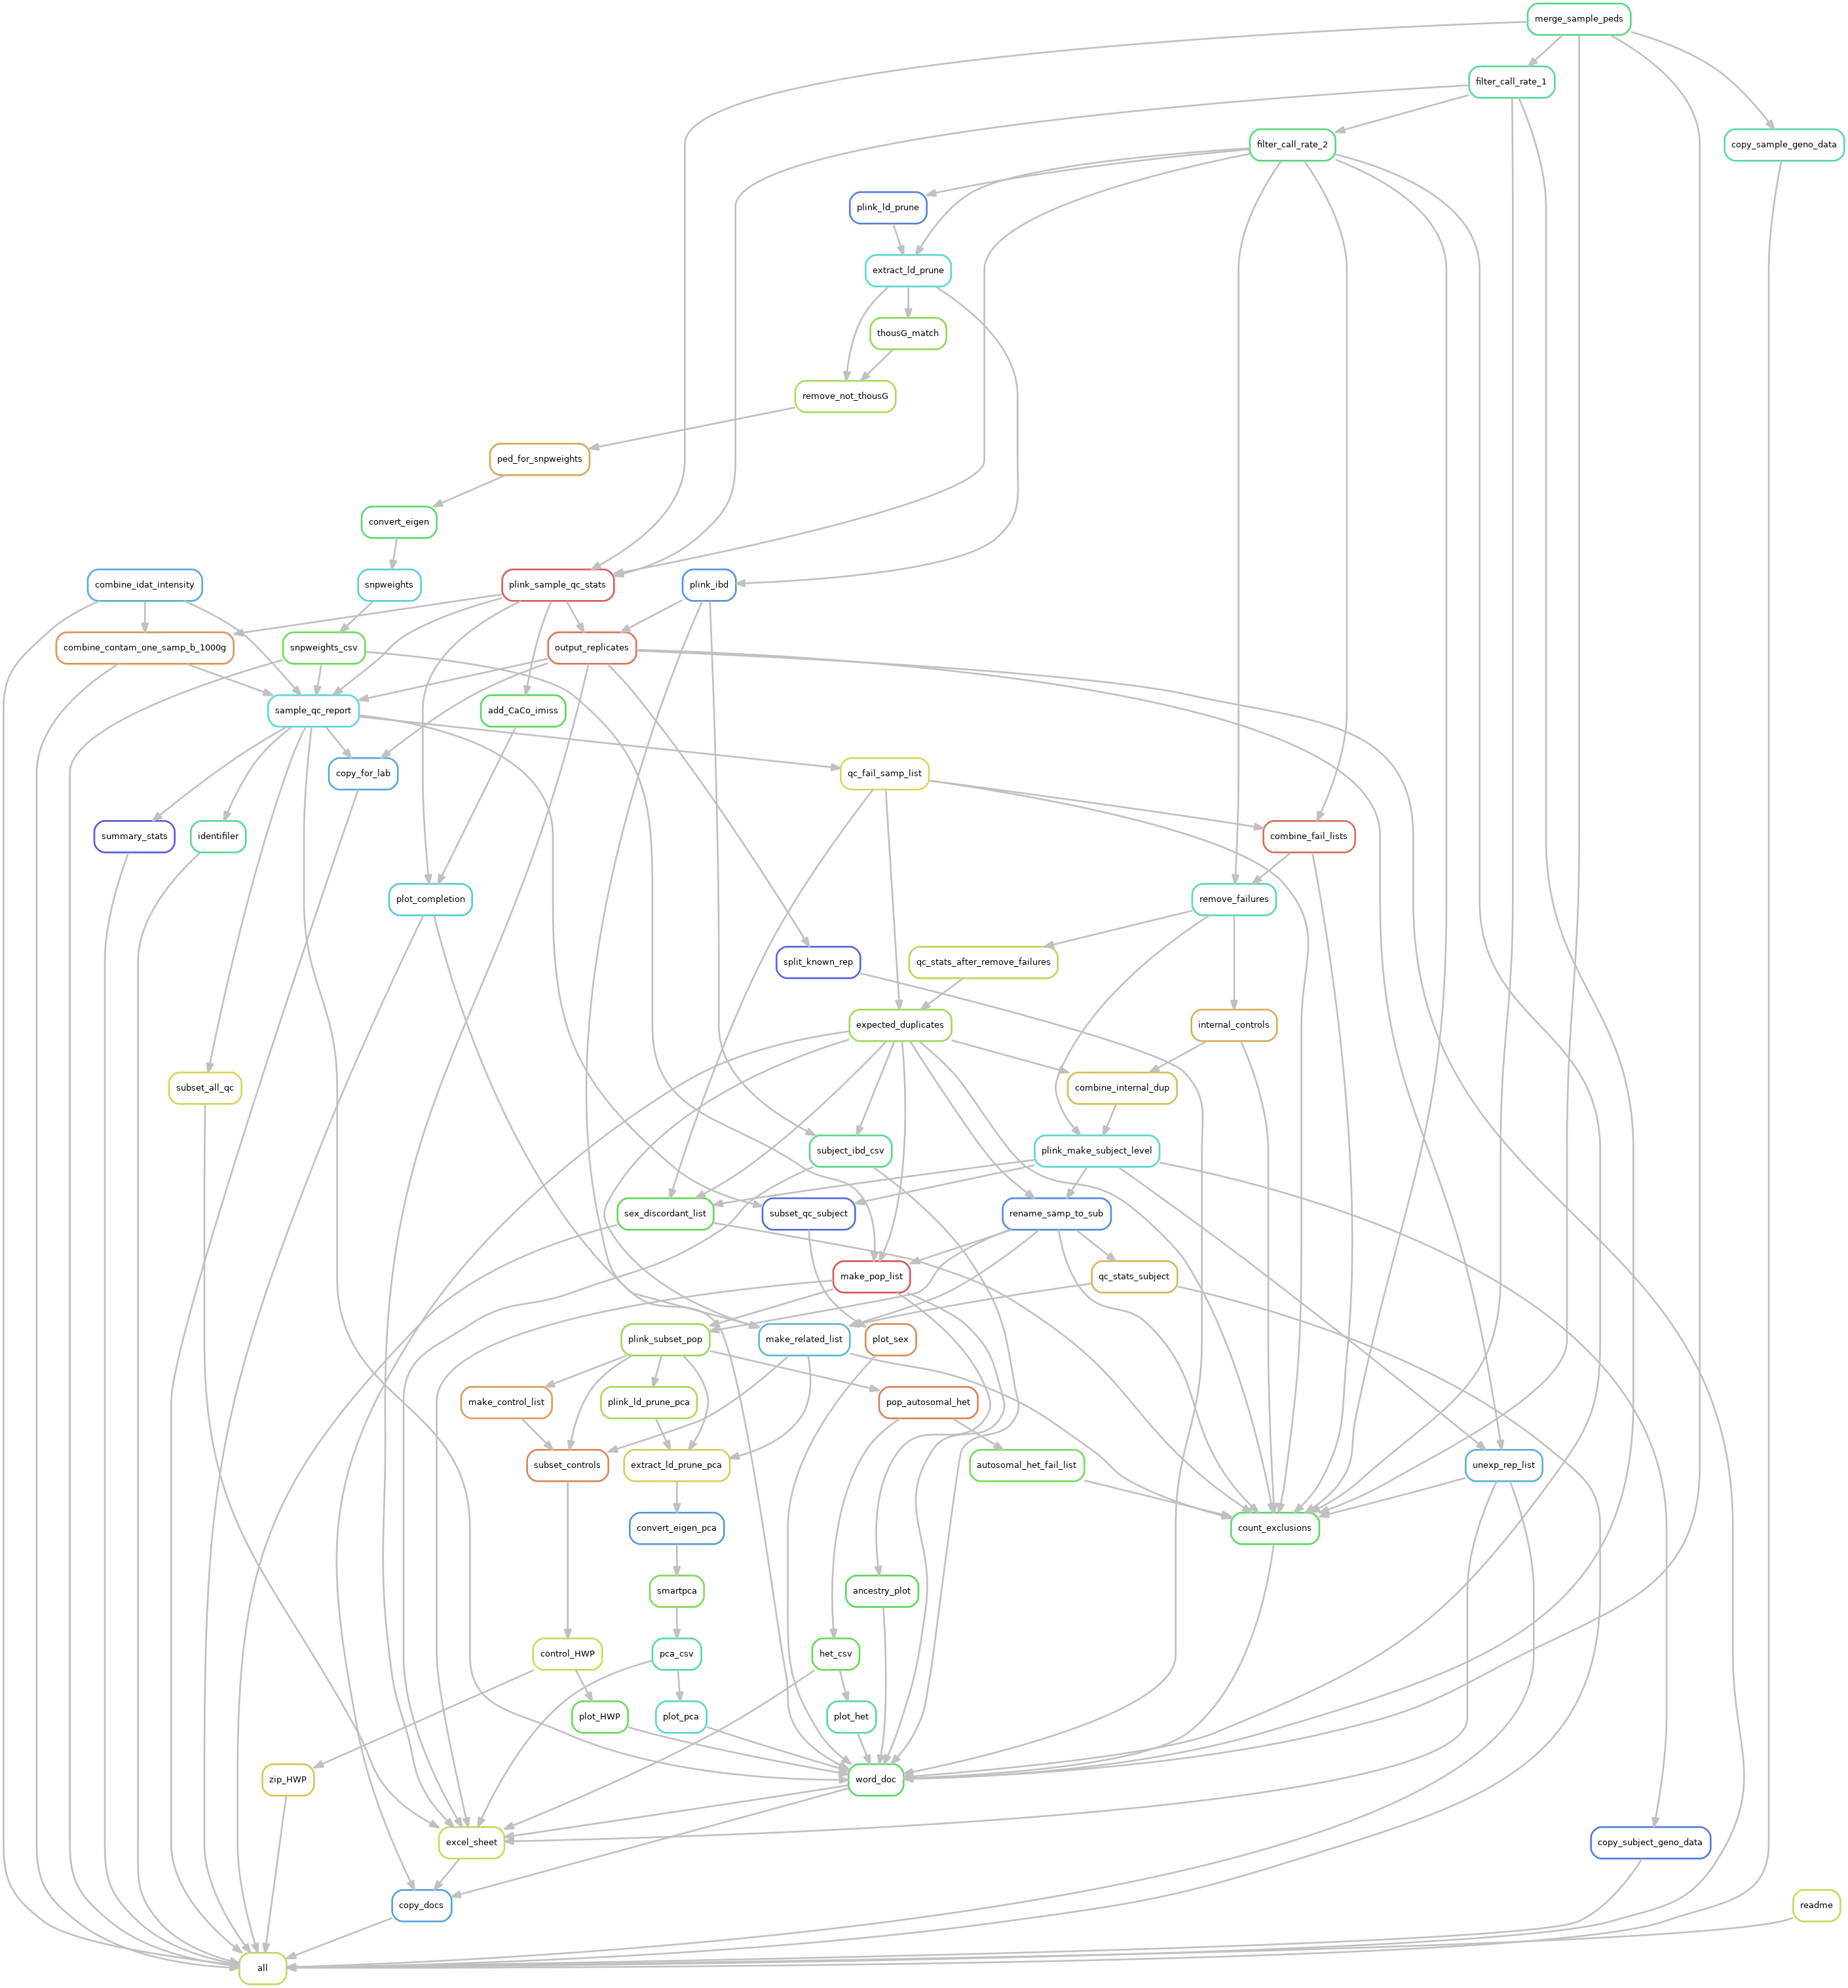 merge_sample_peds
filter_call_rate_1
filter_call_rate_2
copy_sample_geno_data
plink_ld_prune
extract_ld_prune
thousG_match
remove_not_thousG
ped_for_snpweights
convert_eigen
combine_idat_intensity
snpweights
plink_sample_qc_stats
plink_ibd
combine_contam_one_samp_b_1000g
snpweights_csv
output_replicates
sample_qc_report
add_CaCo_imiss
copy_for_lab
qc_fail_samp_list
summary_stats
identifiler
combine_fail_lists
plot_completion
remove_failures
split_known_rep
qc_stats_after_remove_failures
expected_duplicates
internal_controls
subset_all_qc
combine_internal_dup
subject_ibd_csv
plink_make_subject_level
sex_discordant_list
subset_qc_subject
rename_samp_to_sub
make_pop_list
qc_stats_subject
plink_subset_pop
make_related_list
plot_sex
make_control_list
plink_ld_prune_pca
pop_autosomal_het
subset_controls
extract_ld_prune_pca
autosomal_het_fail_list
unexp_rep_list
convert_eigen_pca
count_exclusions
smartpca
ancestry_plot
control_HWP
pca_csv
het_csv
plot_HWP
plot_pca
plot_het
zip_HWP
word_doc
excel_sheet
copy_subject_geno_data
copy_docs
readme
all